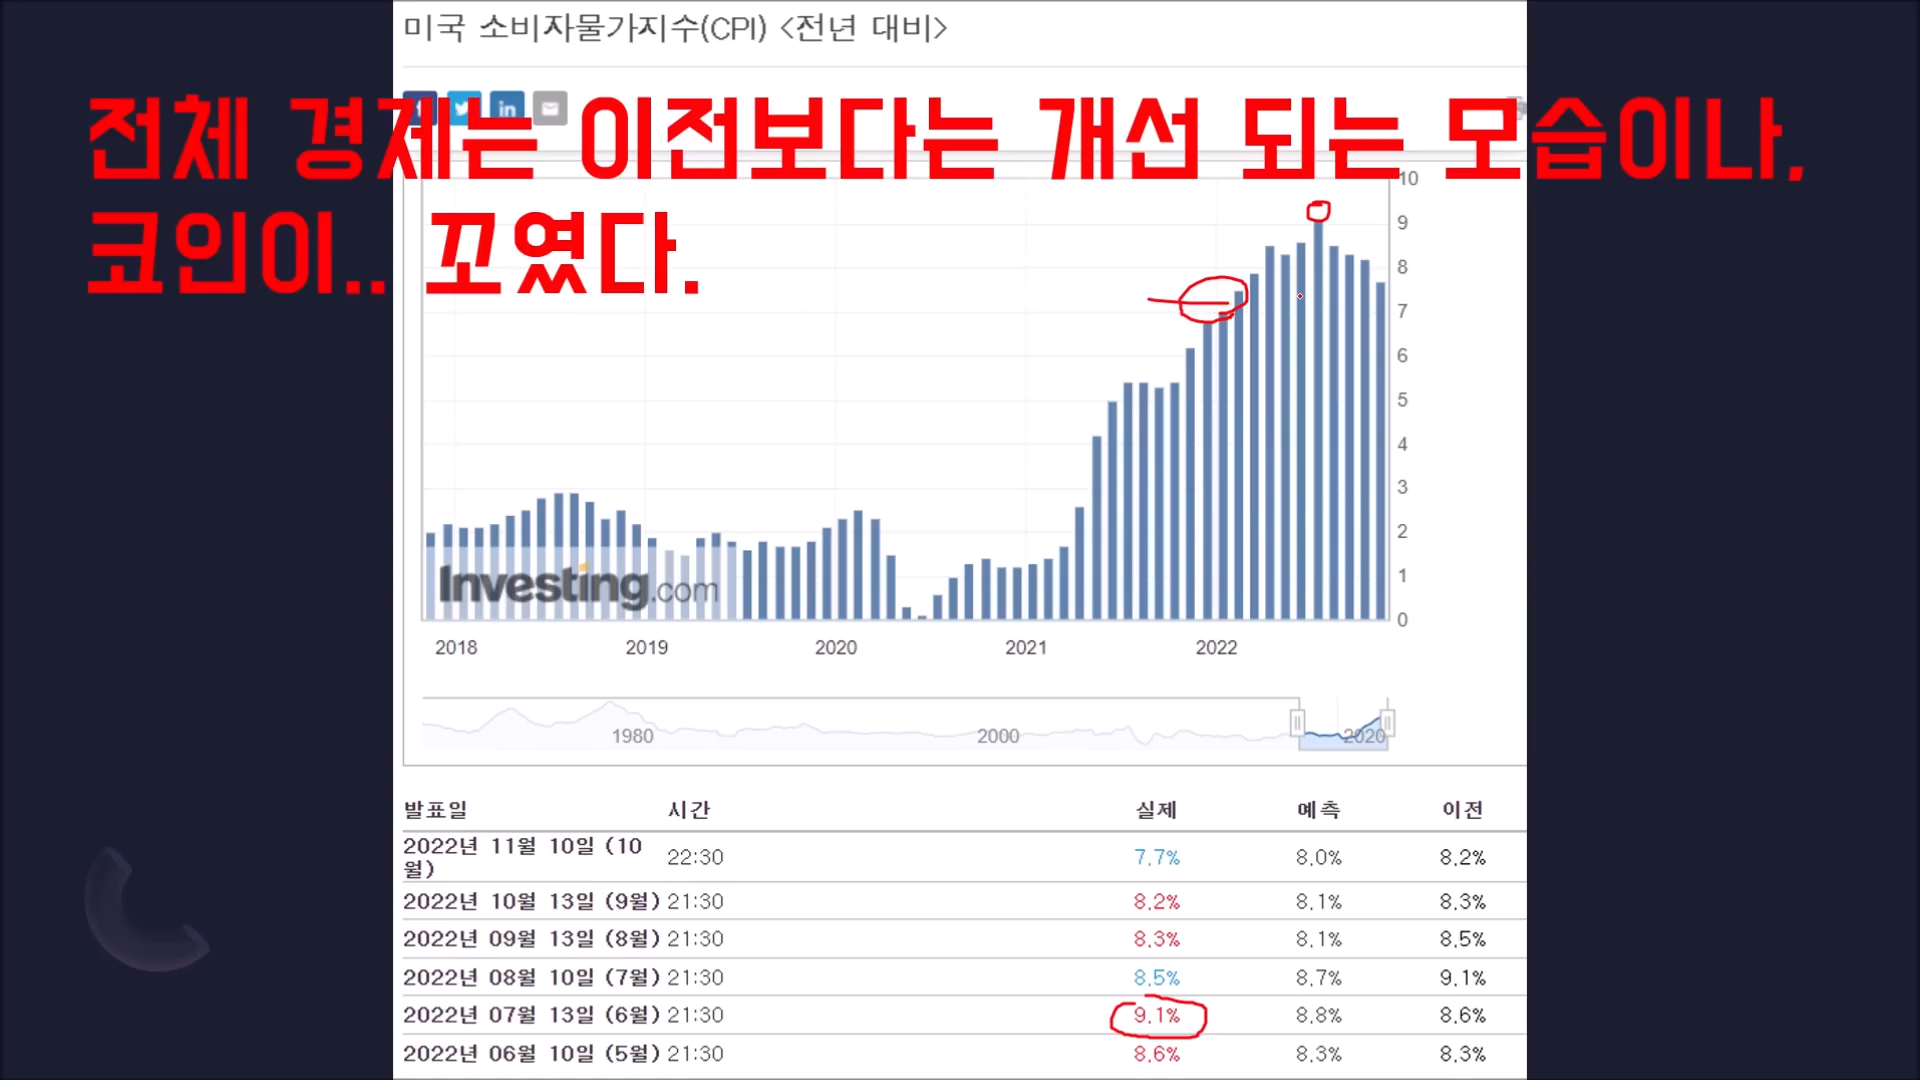 미국 소비자물가지수(CPI) <전년 대비>
전체 경제는 이전보다는 개선 되는 모습이나,
코인이.. 꼬였다.
10
9
8
7
6
5
4
3
2
1
0
Investing.com
2018 2019 2020 2021 2022
1980 2000 2020
발표일 시간 실제 예측 이전
2022년 11월 10일 (10
월) 22:30 7.7% 8.0% 8.2%
2022년 10월 13일 (9월) 21:30 8.2% 8.1% 8.3%
2022년 09월 13일 (8월) 21:30 8.3% 8.1% 8.5%
2022년 08월 10일 (7월) 21:30 8.5% 8.7% 9.1%
2022년 07월 13일 (6월) 21:30 9.1% 8.8% 8.6%
2022년 06월 10일 (5월) 21:30 8.6% 8.3% 8.3%